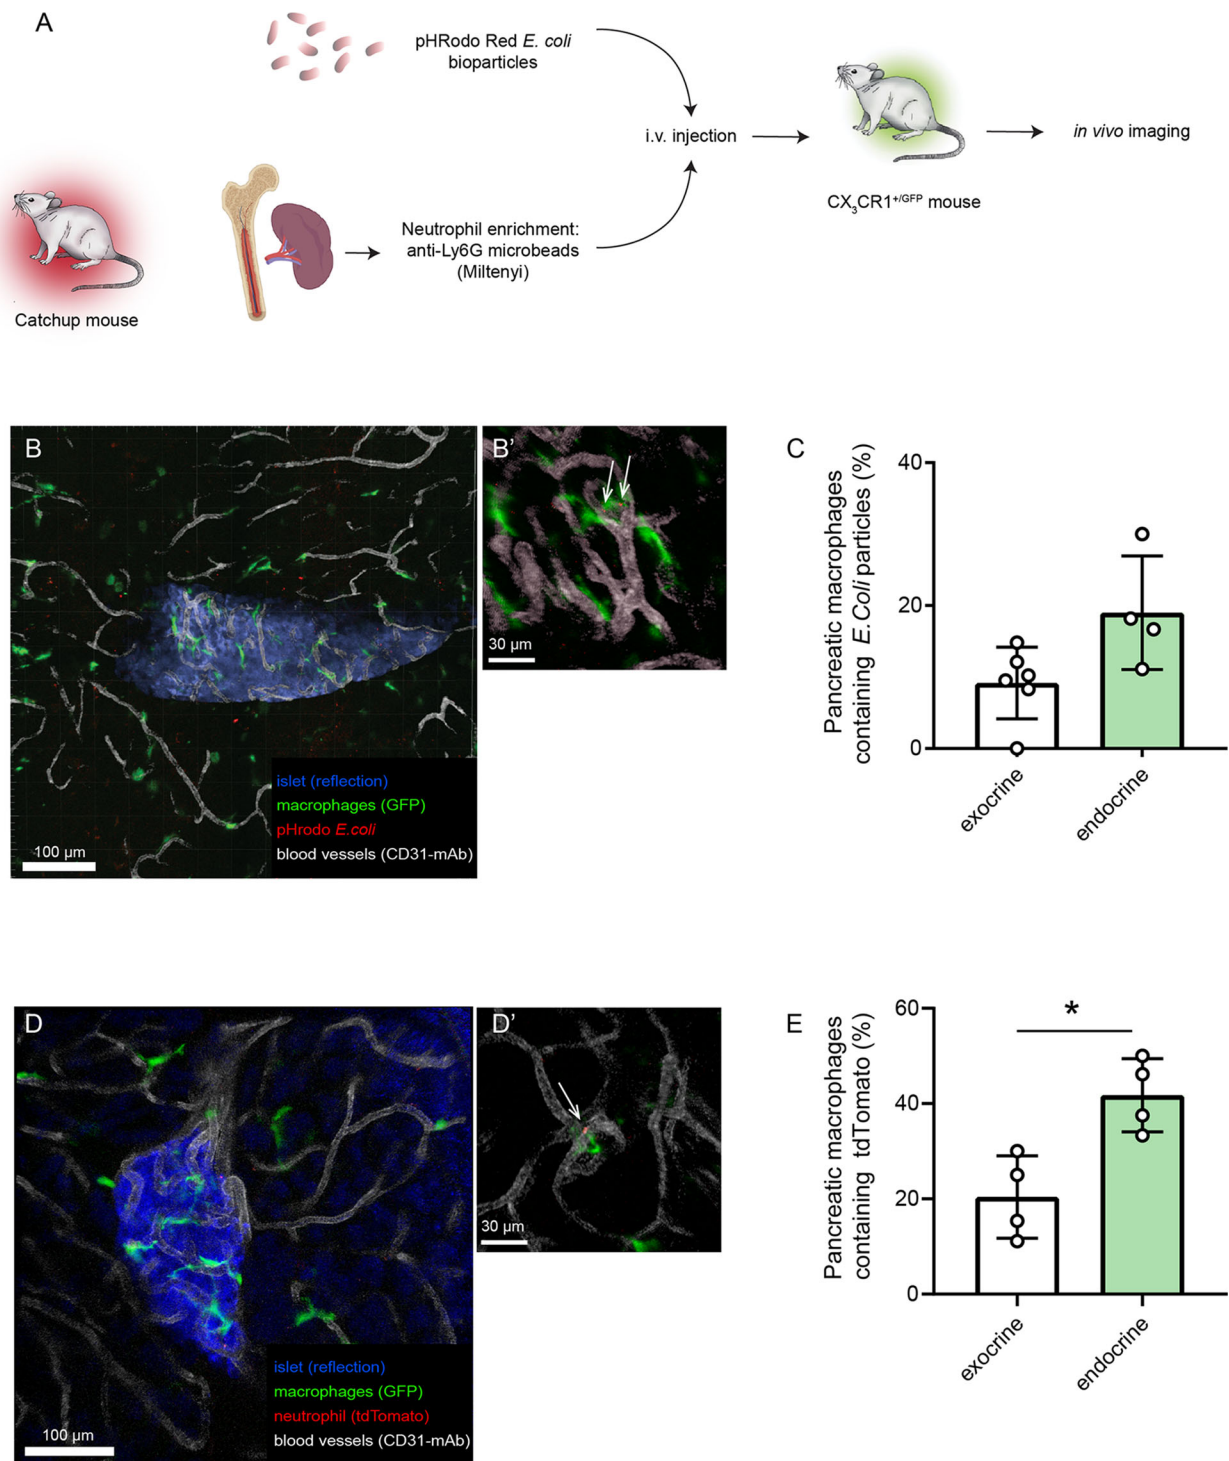 A
pHRodo Red E. coli
bioparticles
i.v. injection
in vivo imaging
CX3CR1+/GFP mouse
Neutrophil enrichment:
anti-Ly6G microbeads
(Miltenyi)
Catchup mouse
B
islet (reflection)
macrophages (GFP)
pHrodo E.coli
blood vessels (CD31-mAb)
100 µm
B'
30 µm
C
Pancreatic macrophages
containing E.Coli particles (%)
40
20
0
exocrine
endocrine
D
islet (reflection)
macrophages (GFP)
neutrophil (tdTomato)
blood vessels (CD31-mAb)
100 µm
D'
30 µm
E
Pancreatic macrophages
containing tdTomato (%)
60
40
20
0
*
exocrine
endocrine